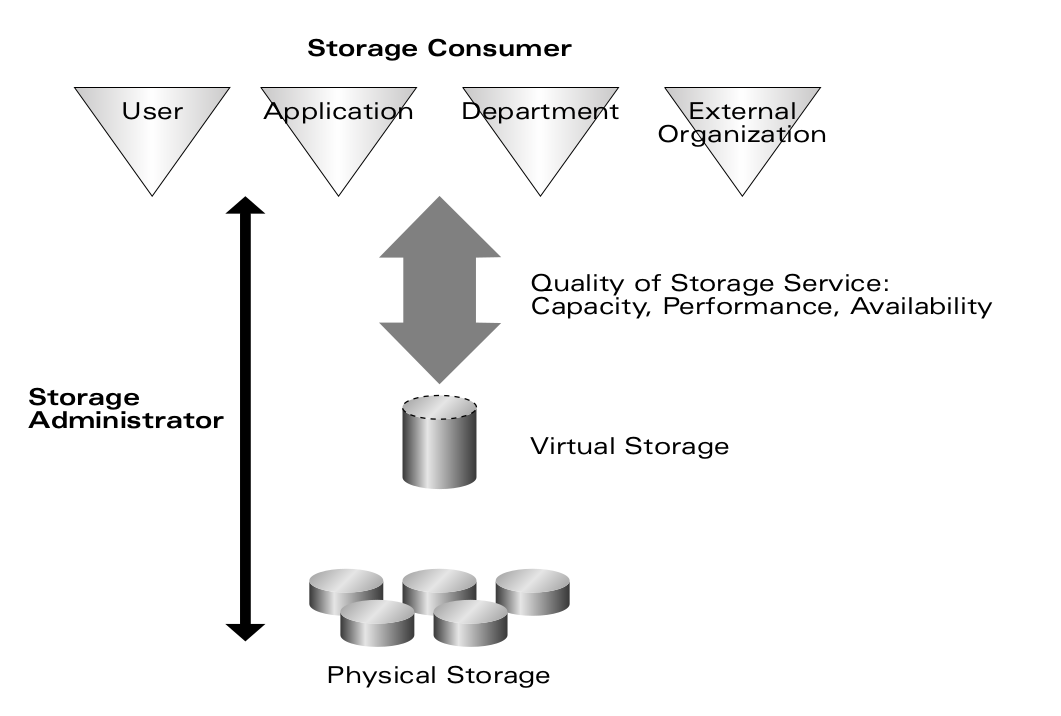 Storage Consumer
User
Application
Department
External
Organization
Quality of Storage Service:
Capacity, Performance, Availability
Storage
Administrator
Virtual Storage
Physical Storage